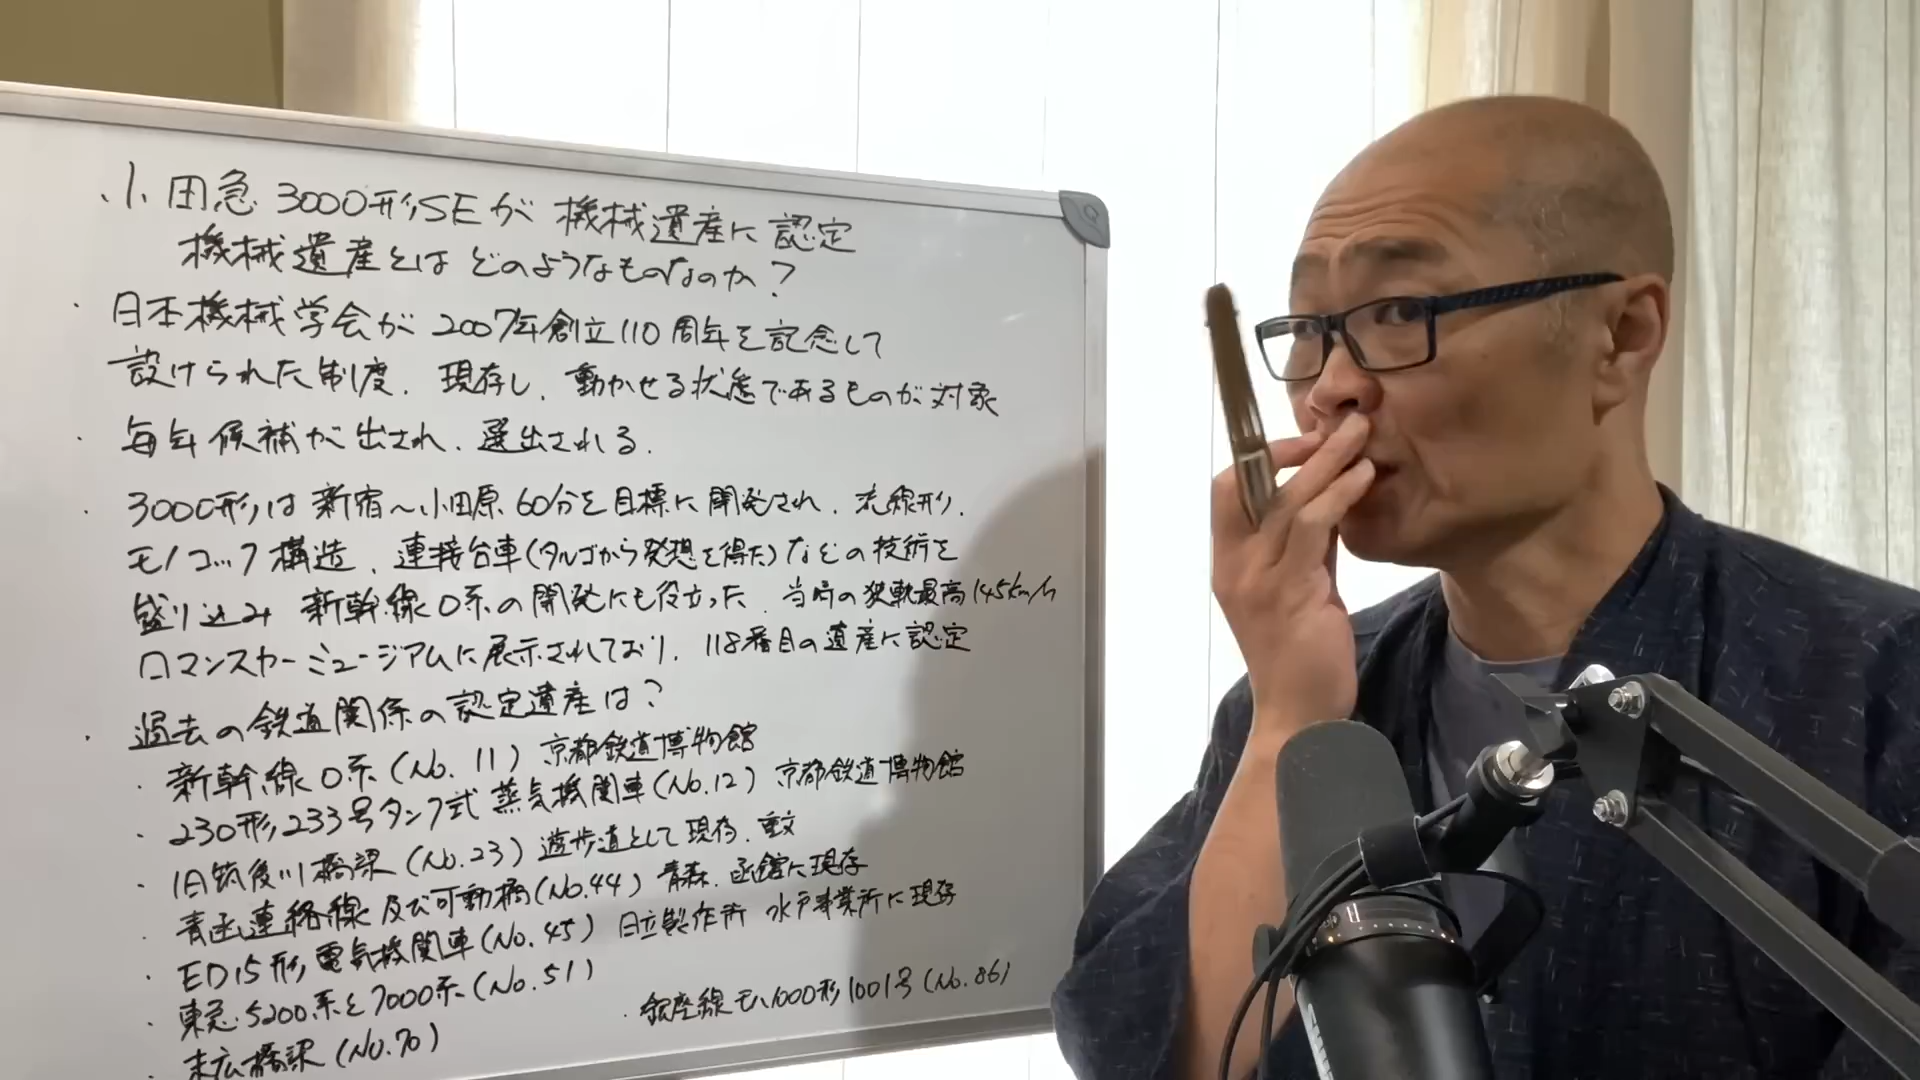 小田急3000形SEが機械遺産に認定
機械遺産とはどのようなものなのか?
・日本機械学会が2007年創立110周年を記念して
設けられた制度.現存し.動かせる状態であるものが対象
・毎年候補が出され.選出される.
・3000形は新宿〜小田原60分を目標に開発され.流線形.
モノコック構造.連接台車(タルゴから発想を得た)などの技術を
盛り込み 新幹線0系の開発にも役立った.当時の狭軌最高145km/h
ロマンスカーミュージアムに展示されており.118番目の遺産に認定
・過去の鉄道関係の認定遺産は?
・新幹線0系(No.11)京都鉄道博物館
・230形233号タンク式蒸気機関車(No.12)京都鉄道博物館
・旧筑後川橋梁(No.23)遊歩道として現存.重文
・青函連絡線及び可動橋(No.44)青森.函館に現存
・ED15形電気機関車(No.45)日立製作所 水戸事業所に現存
・東急5200系と7000系(No.51)
・末広橋梁(No.70)
・銀座線モハ1000形1001号(No.86)